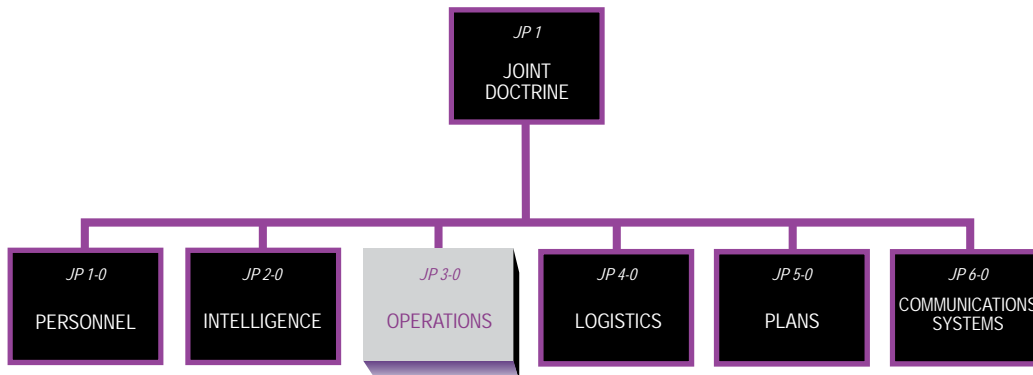 JP 1
JOINT
DOCTRINE
JP 1-0
PERSONNEL
JP 2-0
INTELLIGENCE
JP 3-0
OPERATIONS
JP 4-0
LOGISTICS
JP 5-0
PLANS
JP 6-0
COMMUNICATIONS
SYSTEMS